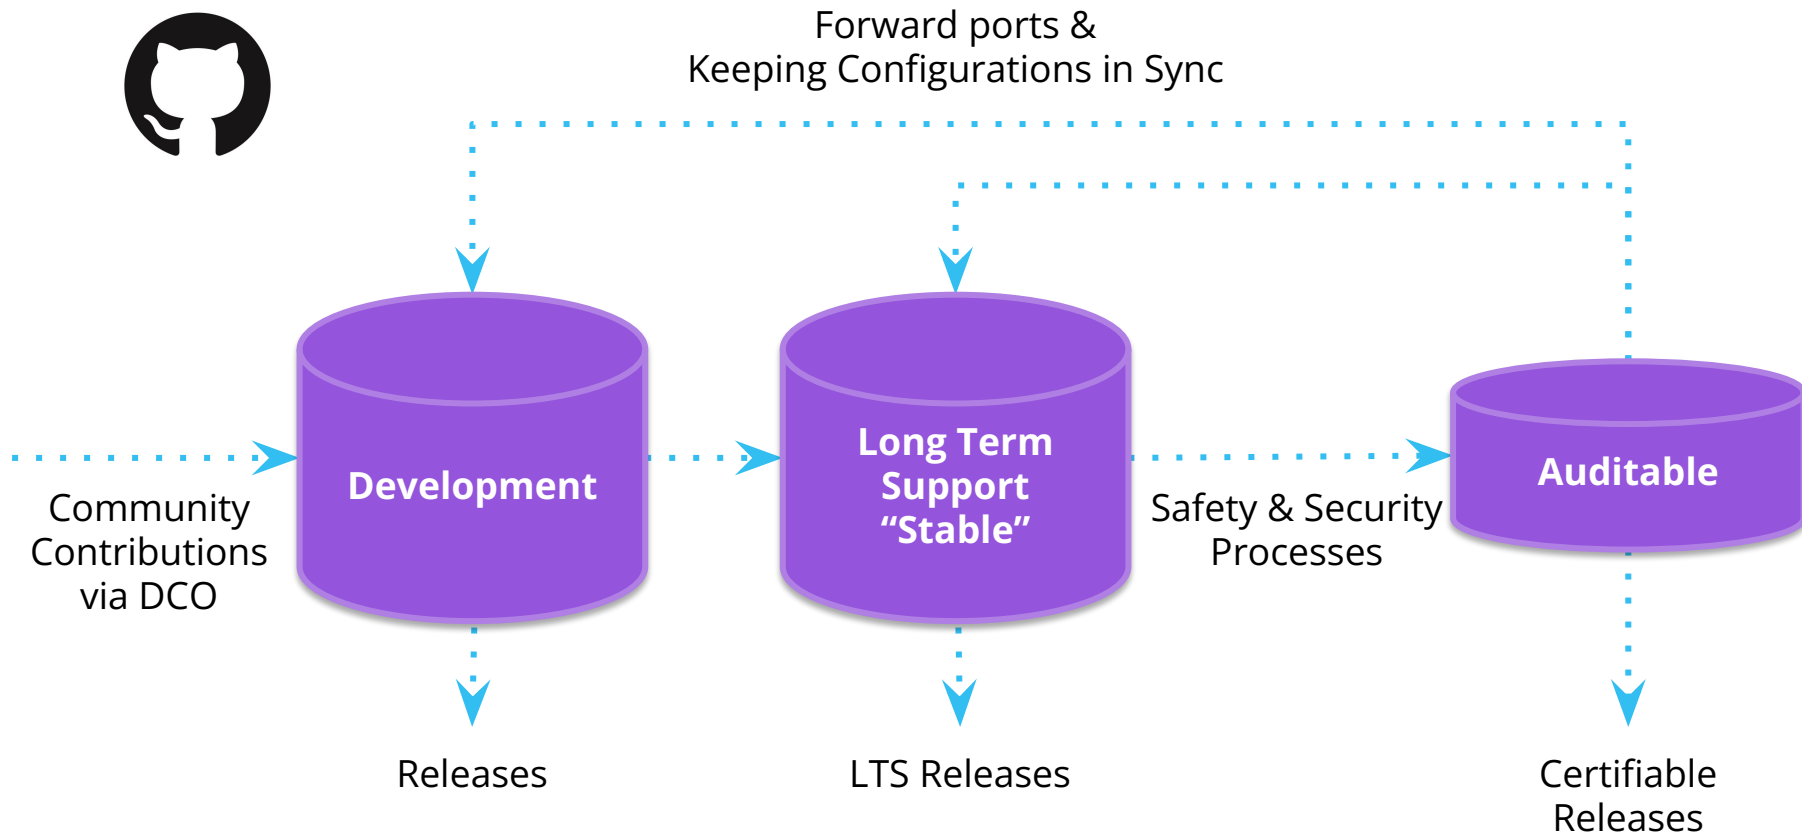 Forward ports &
Keeping Configurations in Sync
Development
Long Term
Support
“Stable”
Auditable
Community
Contributions
via DCO
Safety & Security
Processes
Releases
LTS Releases
Certifiable
Releases